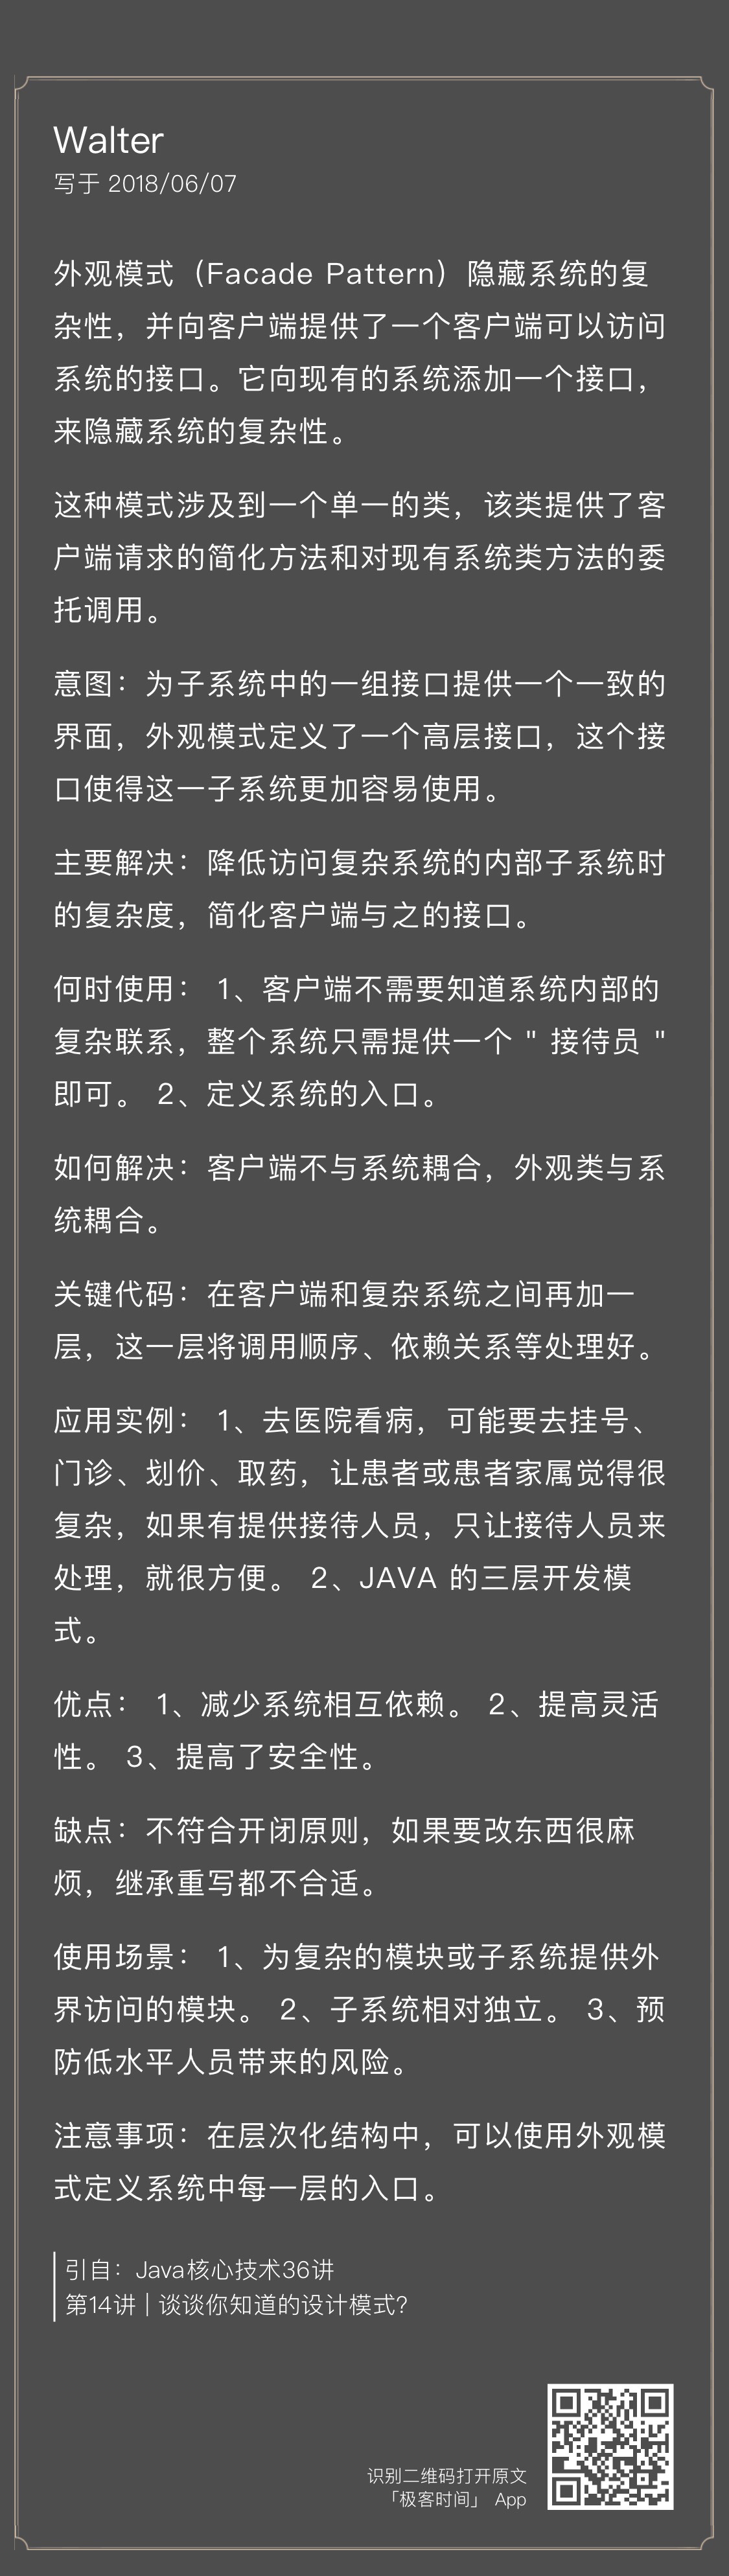 Walter
写于 2018/06/07
外观模式（Facade Pattern）隐藏系统的复
杂性，并向客户端提供了一个客户端可以访问
系统的接口。它向现有的系统添加一个接口，
来隐藏系统的复杂性。
这种模式涉及到一个单一的类，该类提供了客
户端请求的简化方法和对现有系统类方法的委
托调用。
意图：为子系统中的一组接口提供一个一致的
界面，外观模式定义了一个高层接口，这个接
口使得这一子系统更加容易使用。
主要解决：降低访问复杂系统的内部子系统时
的复杂度，简化客户端与之的接口。
何时使用： 1、客户端不需要知道系统内部的
复杂联系，整个系统只需提供一个 " 接待员 "
即可。 2、定义系统的入口。
如何解决：客户端不与系统耦合，外观类与系
统耦合。
关键代码：在客户端和复杂系统之间再加一
层，这一层将调用顺序、依赖关系等处理好。
应用实例： 1、去医院看病，可能要去挂号、
门诊、划价、取药，让患者或患者家属觉得很
复杂，如果有提供接待人员，只让接待人员来
处理，就很方便。 2、JAVA 的三层开发模
式。
优点： 1、减少系统相互依赖。 2、提高灵活
性。 3、提高了安全性。
缺点：不符合开闭原则，如果要改东西很麻
烦，继承重写都不合适。
使用场景： 1、为复杂的模块或子系统提供外
界访问的模块。 2、子系统相对独立。 3、预
防低水平人员带来的风险。
注意事项：在层次化结构中，可以使用外观模
式定义系统中每一层的入口。
引自：Java核心技术36讲
第14讲 | 谈谈你知道的设计模式？
识别二维码打开原文
「极客时间」 App